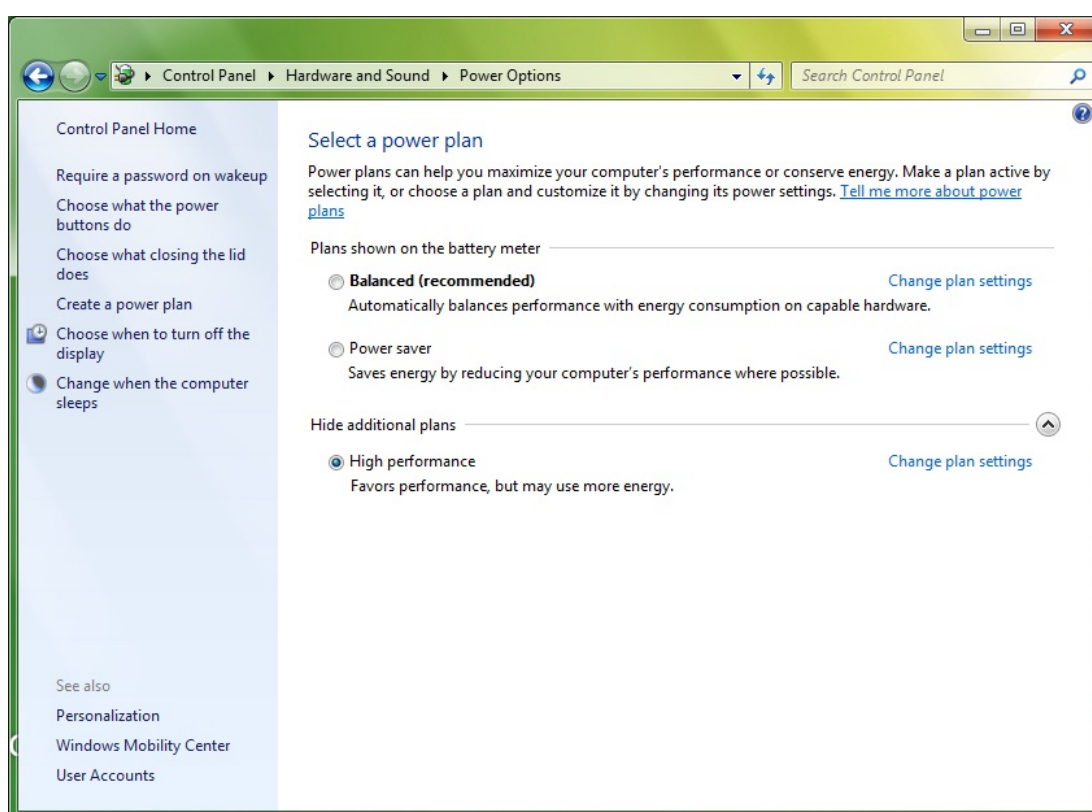 Control Panel
Hardware and Sound
Power Options
Search Control Panel
Control Panel Home
Require a password on wakeup
Choose what the power
buttons do
Choose what closing the lid
does
Create a power plan
Choose when to turn off the
display
Change when the computer
sleeps
See also
Personalization
Windows Mobility Center
User Accounts
Select a power plan
Power plans can help you maximize your computer's performance or conserve energy. Make a plan active by
selecting it, or choose a plan and customize it by changing its power settings. Tell me more about power
plans
Plans shown on the battery meter
Balanced (recommended) Change plan settings
Automatically balances performance with energy consumption on capable hardware.
Power saver Change plan settings
Saves energy by reducing your computer's performance where possible.
Hide additional plans
High performance Change plan settings
Favors performance, but may use more energy.